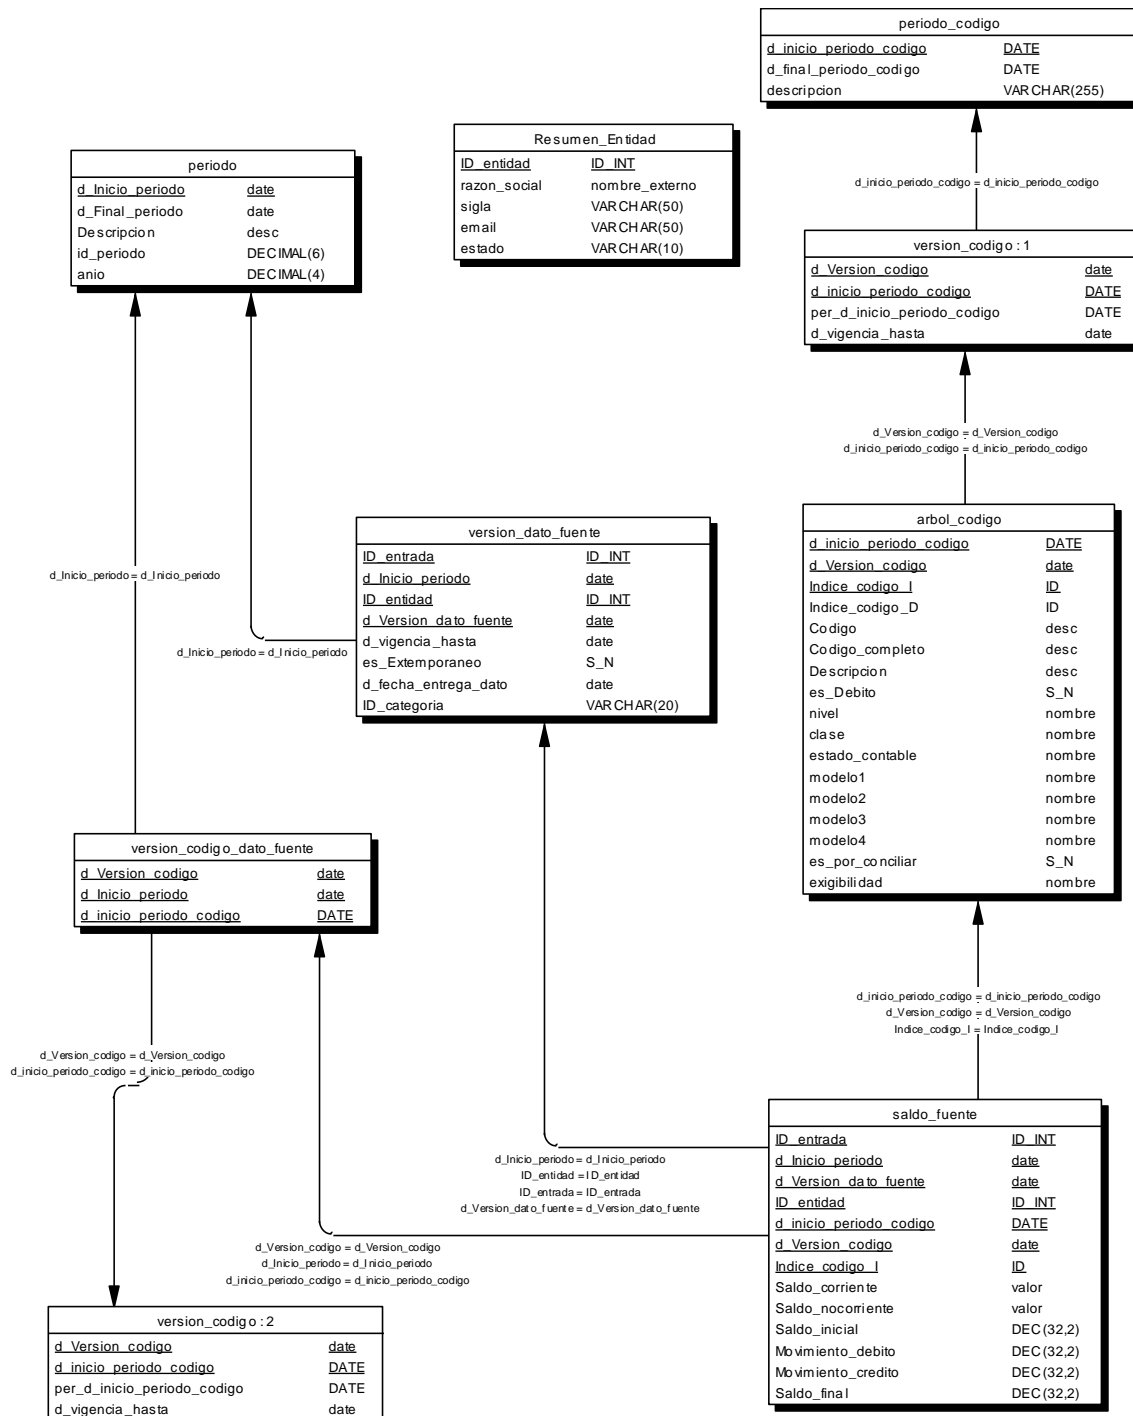 periodo_codigo
d_inicio_periodo_codigo DATE
d_final_periodo_codigo DATE
descripcion VARCHAR(255)
d_inicio_periodo_codigo = d_inicio_periodo_codigo
Resumen_Entidad
ID_entidad ID_INT
razon_social nombre_externo
sigla VARCHAR(50)
email VARCHAR(50)
estado VARCHAR(10)
periodo
d_Inicio_periodo date
d_Final_periodo date
Descripcion desc
id_periodo DECIMAL(6)
anio DECIMAL(4)
version_codigo : 1
d_Version_codigo date
d_inicio_periodo_codigo DATE
per_d_inicio_periodo_codigo DATE
d_vigencia_hasta date
d_Version_codigo = d_Version_codigo
d_inicio_periodo_codigo = d_inicio_periodo_codigo
version_dato_fuente
ID_entrada ID_INT
d_Inicio_periodo date
ID_entidad ID_INT
d_Version_dato_fuente date
d_vigencia_hasta date
es_Extemporaneo S_N
d_fecha_entrega_dato date
ID_categoria VARCHAR(20)
d_Inicio_periodo = d_Inicio_periodo
d_Inicio_periodo = d_Inicio_periodo
arbol_codigo
d_inicio_periodo_codigo DATE
d_Version_codigo date
Indice_codigo_I ID
Indice_codigo_D ID
Codigo desc
Codigo_completo desc
Descripcion desc
es_Debito S_N
nivel nombre
clase nombre
estado_contable nombre
modelo1 nombre
modelo2 nombre
modelo3 nombre
modelo4 nombre
es_por_conciliar S_N
exigibilidad nombre
version_codigo_dato_fuente
d_Version_codigo date
d_Inicio_periodo date
d_inicio_periodo_codigo DATE
d_inicio_periodo_codigo = d_inicio_periodo_codigo
d_Version_codigo = d_Version_codigo
Indice_codigo_I = Indice_codigo_I
d_Version_codigo = d_Version_codigo
d_inicio_periodo_codigo = d_inicio_periodo_codigo
saldo_fuente
ID_entrada ID_INT
d_Inicio_periodo date
d_Version_dato_fuente date
ID_entidad ID_INT
d_inicio_periodo_codigo DATE
d_Version_codigo date
Indice_codigo_I ID
Saldo_corriente valor
Saldo_nocorriente valor
Saldo_inicial DEC(32,2)
Movimiento_debito DEC(32,2)
Movimiento_credito DEC(32,2)
Saldo_final DEC(32,2)
d_Inicio_periodo = d_Inicio_periodo
ID_entidad = ID_entidad
ID_entrada = ID_entrada
d_Version_dato_fuente = d_Version_dato_fuente
d_Version_codigo = d_Version_codigo
d_Inicio_periodo = d_Inicio_periodo
d_inicio_periodo_codigo = d_inicio_periodo_codigo
version_codigo : 2
d_Version_codigo date
d_inicio_periodo_codigo DATE
per_d_inicio_periodo_codigo DATE
d_vigencia_hasta date